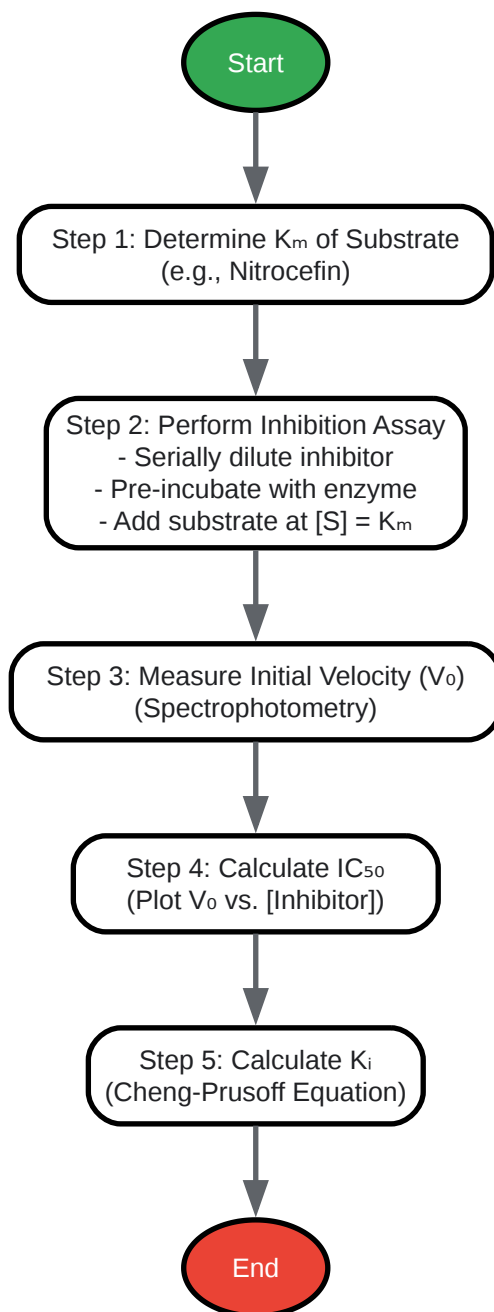 Start
Step 1: Determine Kₘ of Substrate
(e.g., Nitrocefin)
Step 2: Perform Inhibition Assay
- Serially dilute inhibitor
- Pre-incubate with enzyme
- Add substrate at [S] = Kₘ
Step 3: Measure Initial Velocity (V₀)
(Spectrophotometry)
Step 4: Calculate IC₅₀
(Plot V₀ vs. [Inhibitor])
Step 5: Calculate Kᵢ
(Cheng-Prusoff Equation)
End